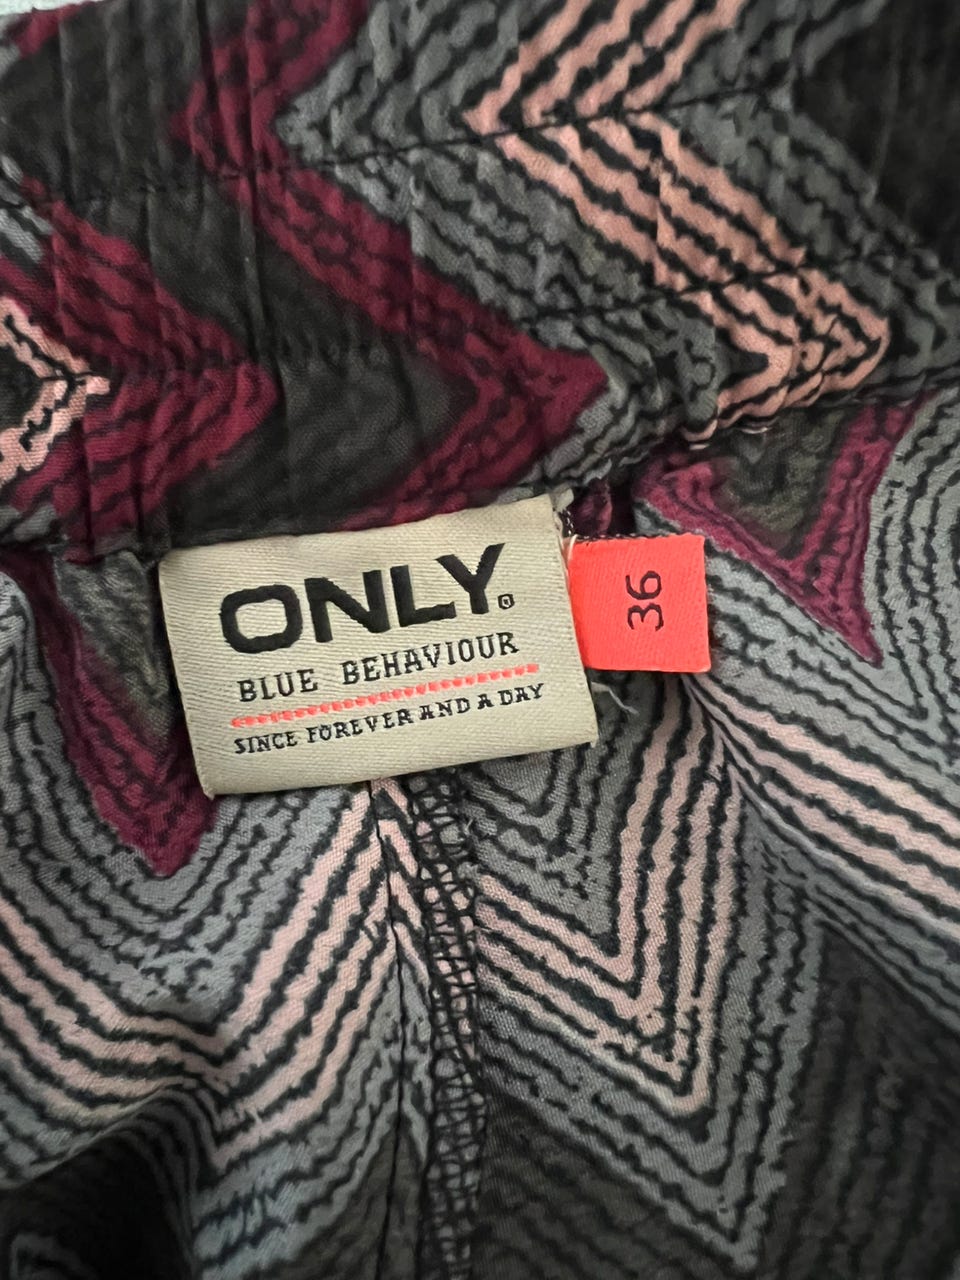 ONLY®
BLUE BEHAVIOUR
SINCE FOREVER AND A DAY
36